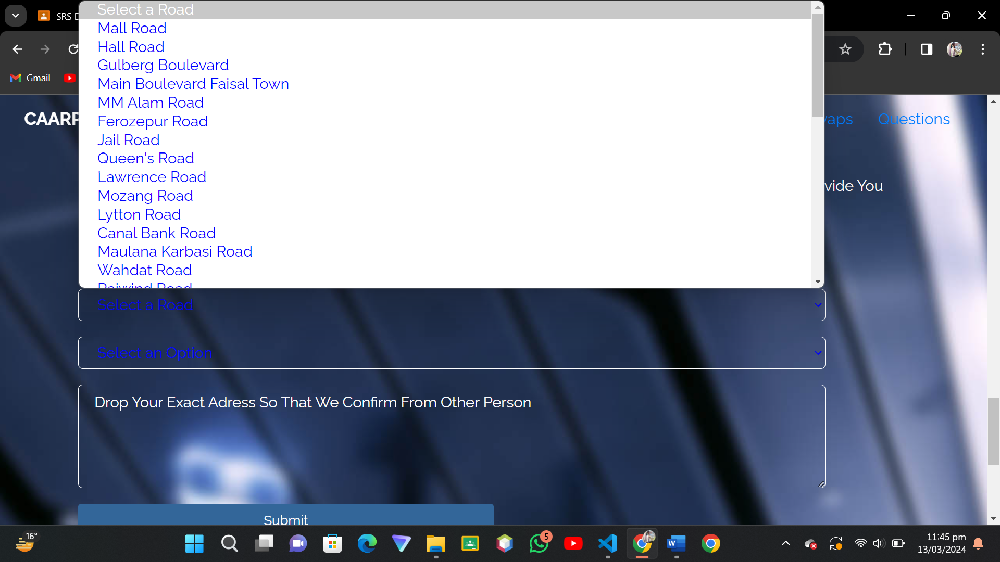 Select a Road
SRS D
Mall Road
Hall Road
Gulberg Boulevard
Gmail
Main Boulevard Faisal Town
MM Alam Road
CAARP
Questions
Ferozepur Road
Jail Road
Queen's Road
Lawrence Road
vide You
Mozang Road
Lytton Road
Canal Bank Road
Maulana Karbasi Road
Wahdat Road
Raiwind Road
Select a Road
Select an Option
Drop Your Exact Adress So That We Confirm From Other Person
Submit
16°
5
11:45 pm
13/03/2024